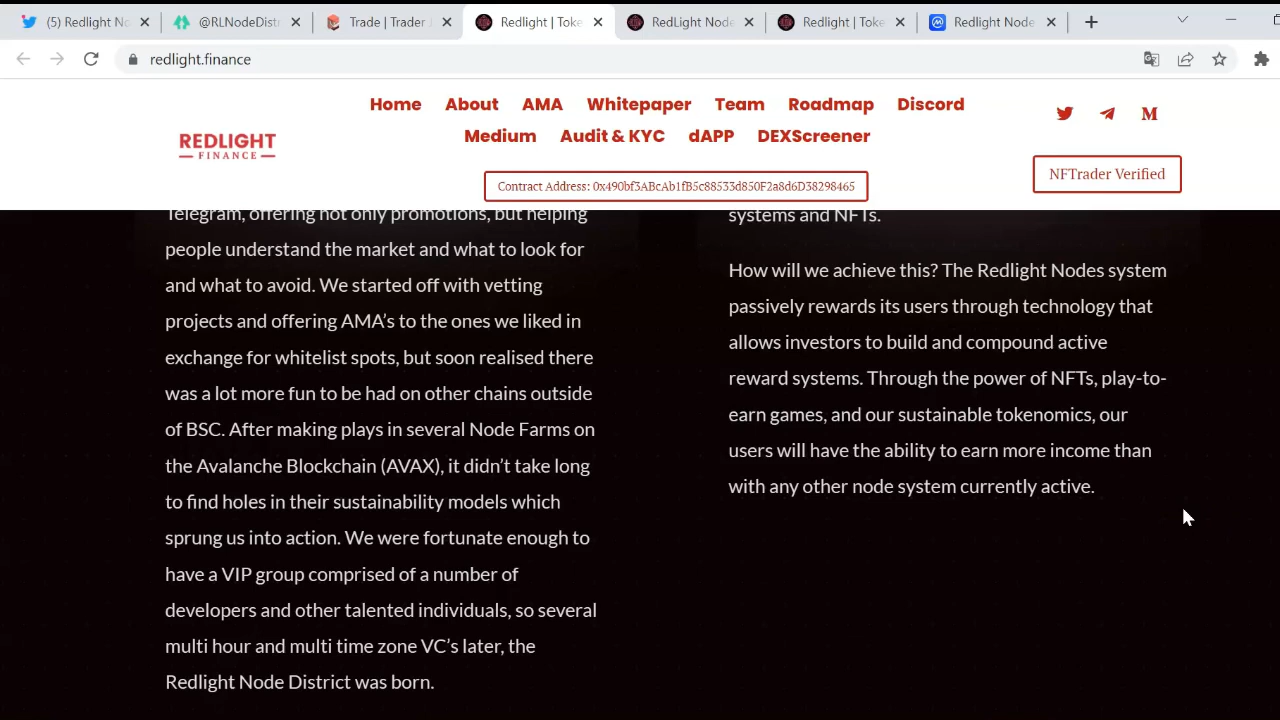 (5) Redlight No
@RLNodeDistr
Trade | Trader J
Redlight | Toke
RedLight Node
Redlight | Toke
Redlight Node
redlight.finance
REDLIGHT
FINANCE
Home About AMA Whitepaper Team Roadmap Discord
Medium Audit & KYC dAPP DEXScreener
Contract Address: 0x490bf3ABcAb1fB5c88533d850F2a8d6D38298465
NFTrader Verified
Telegram, offering not only promotions, but helping
people understand the market and what to look for
and what to avoid. We started off with vetting
projects and offering AMA’s to the ones we liked in
exchange for whitelist spots, but soon realised there
was a lot more fun to be had on other chains outside
of BSC. After making plays in several Node Farms on
the Avalanche Blockchain (AVAX), it didn’t take long
to find holes in their sustainability models which
sprung us into action. We were fortunate enough to
have a VIP group comprised of a number of
developers and other talented individuals, so several
multi hour and multi time zone VC’s later, the
Redlight Node District was born.
systems and NFTs.
How will we achieve this? The Redlight Nodes system
passively rewards its users through technology that
allows investors to build and compound active
reward systems. Through the power of NFTs, play-to-
earn games, and our sustainable tokenomics, our
users will have the ability to earn more income than
with any other node system currently active.